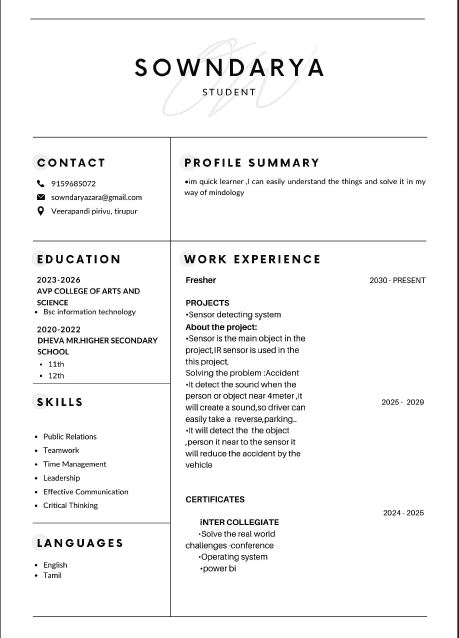 SOWNDARYA
STUDENT
CONTACT
9159685072
sowndaryazara@gmail.com
Veerapandi pirivu, tirupur
PROFILE SUMMARY
•im quick learner ,I can easily understand the things and solve it in my
way of mindology
EDUCATION
2023-2026
AVP COLLEGE OF ARTS AND
SCIENCE
• Bsc information technology
2020-2022
DHEVA MR.HIGHER SECONDARY
SCHOOL
• 11th
• 12th
SKILLS
• Public Relations
• Teamwork
• Time Management
• Leadership
• Effective Communication
• Critical Thinking
LANGUAGES
• English
• Tamil
WORK EXPERIENCE
Fresher 2030 - PRESENT
PROJECTS
•Sensor detecting system
About the project:
•Sensor is the main object in the
project,IR sensor is used in the
this project,
Solving the problem :Accident
•It detect the sound when the
person or object near 4meter ,it
will create a sound,so driver can 2025 - 2029
easily take a reverse,parking..
•It will detect the the object
,person it near to the sensor it
will reduce the accident by the
vehicle
CERTIFICATES
2024 - 2025
iNTER COLLEGIATE
•Solve the real world
challenges -conference
•Operating system
•power bi